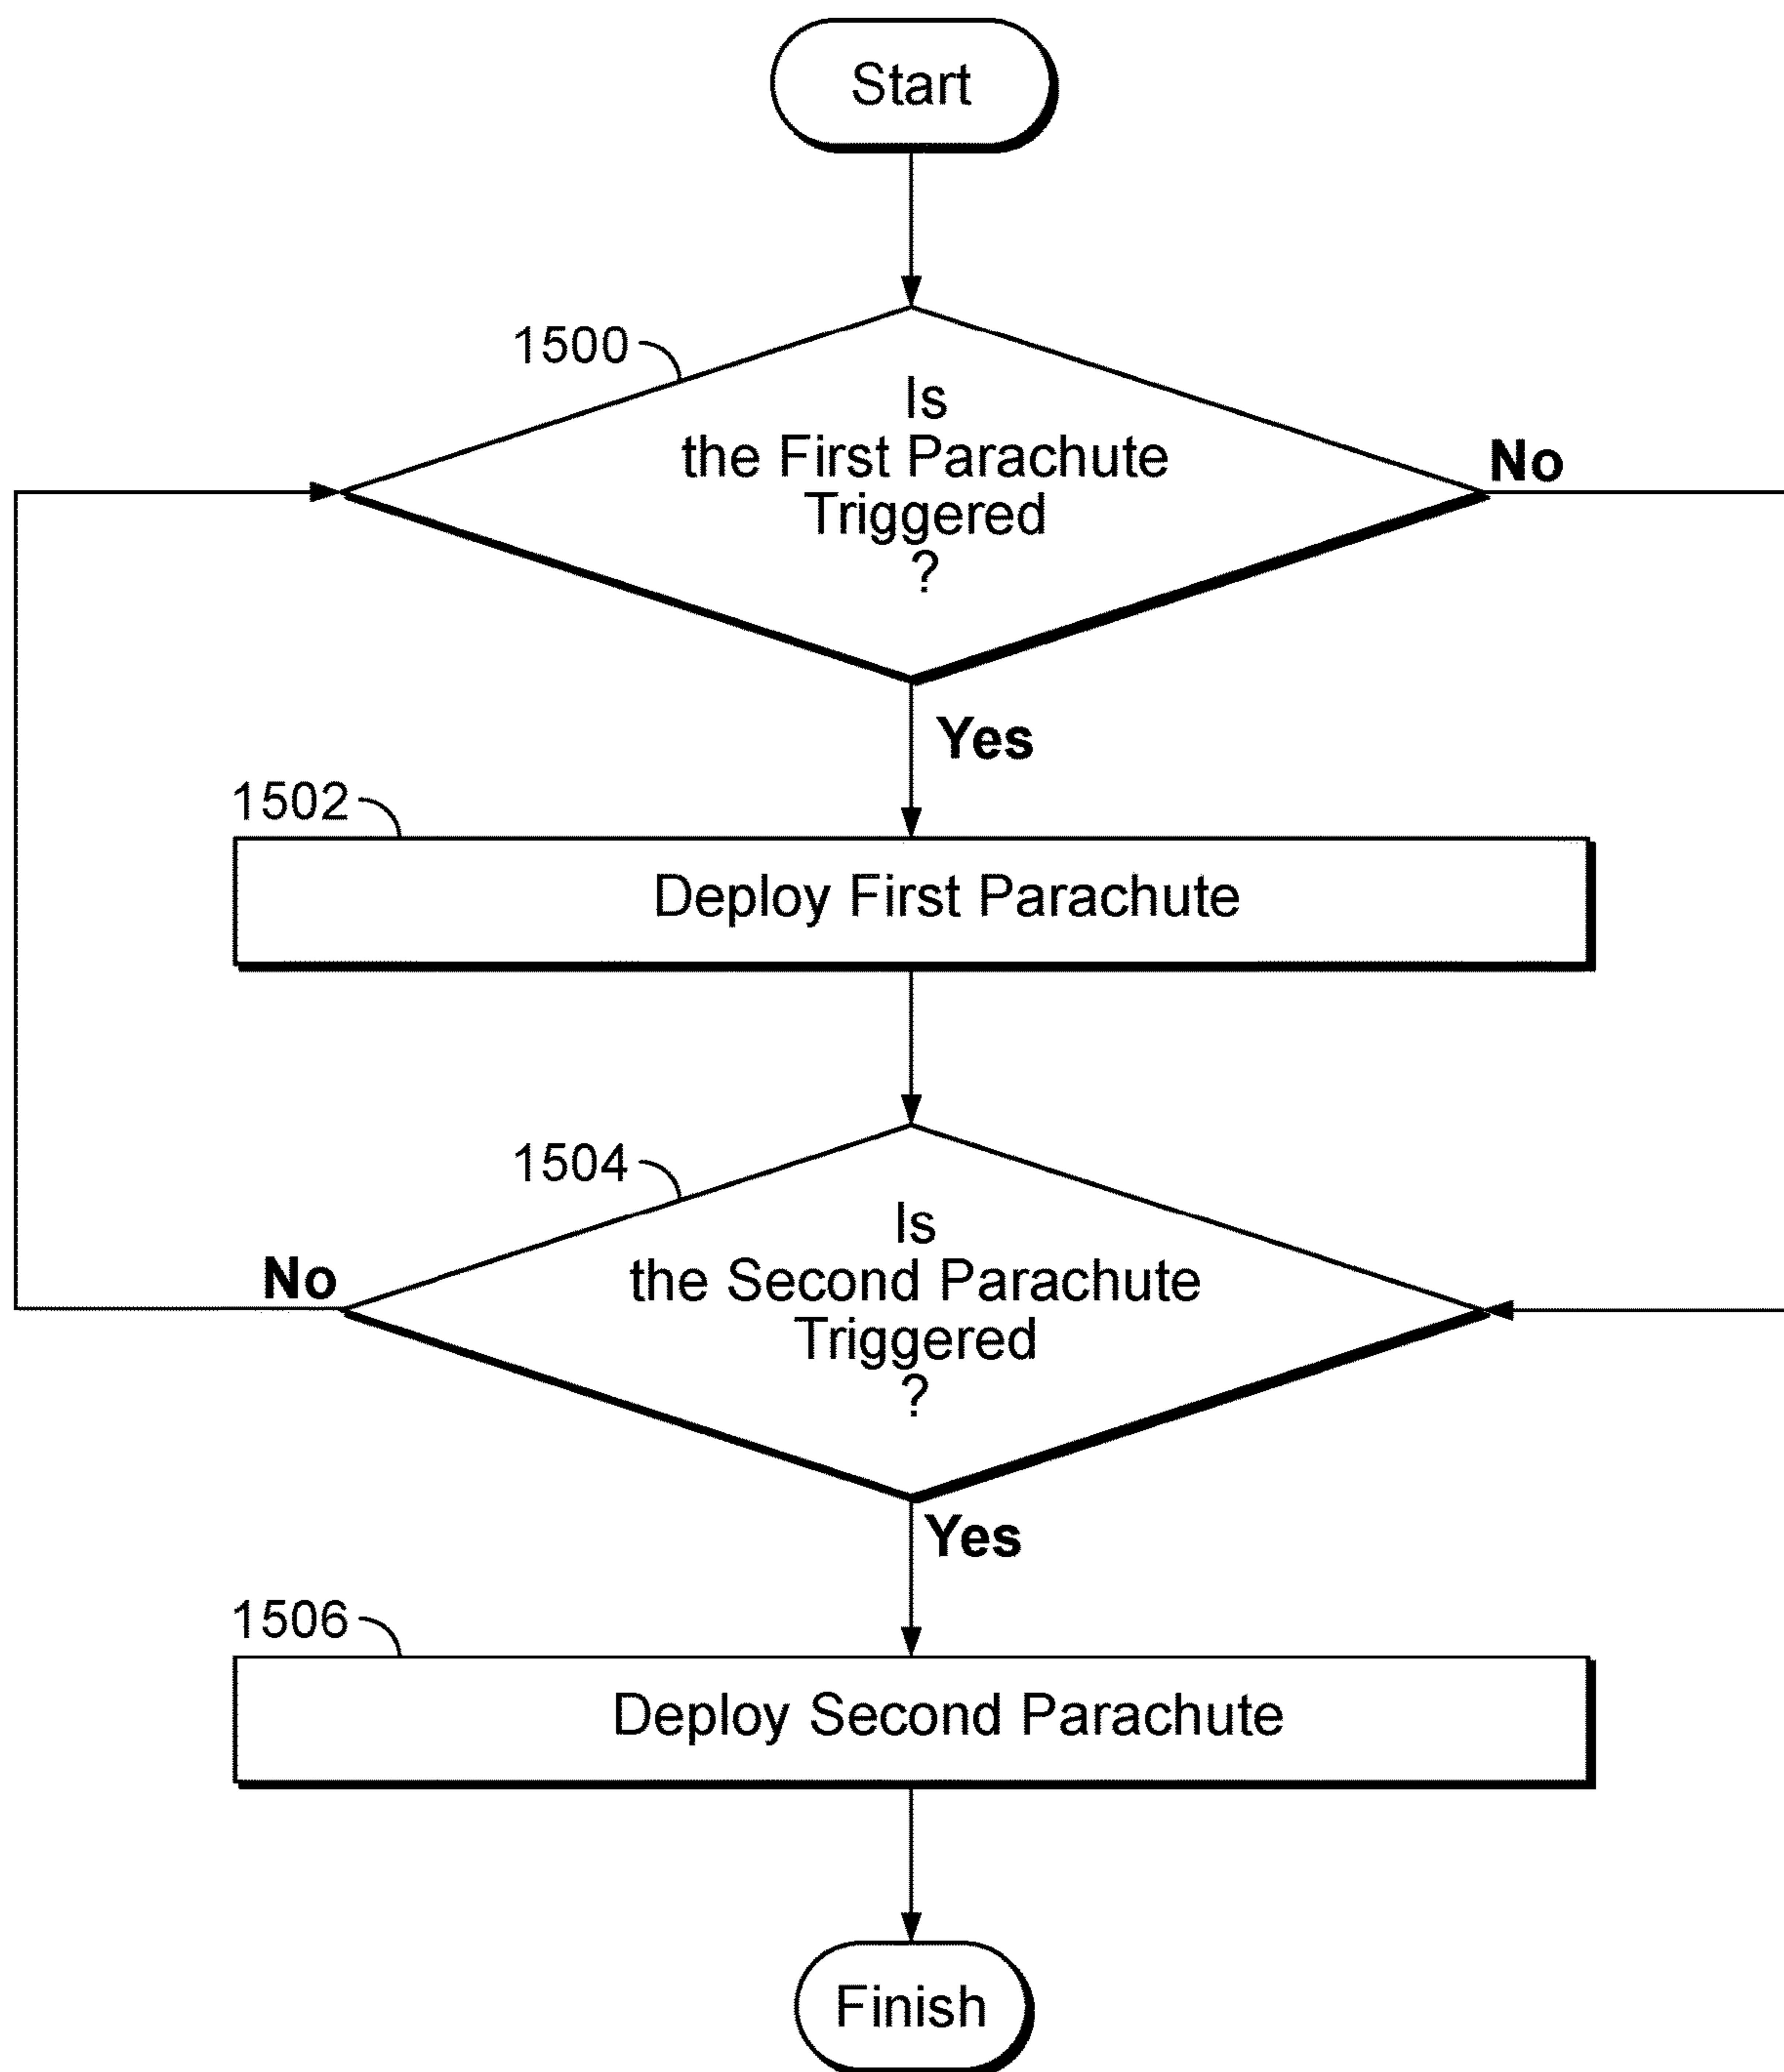 Start
1500
Is
the First Parachute
Triggered
?
No
Yes
1502
Deploy First Parachute
1504
Is
the Second Parachute
Triggered
?
No
Yes
1506
Deploy Second Parachute
Finish